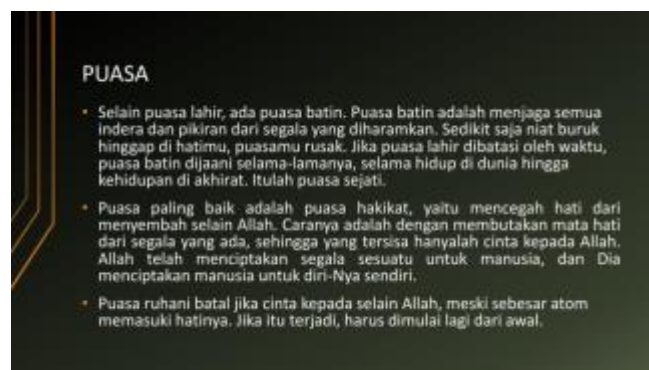 PUASA
• Selain puasa lahir, ada puasa batin. Puasa batin adalah menjaga semua
indera dan pikiran dari segala yang diharamkan. Sedikit saja niat buruk
hinggap di hatimu, puasamu rusak. Jika puasa lahir dibatasi oleh waktu,
puasa batin dijaani selama-lamanya, selama hidup di dunia hingga
kehidupan di akhirat. Itulah puasa sejati.
• Puasa paling baik adalah puasa hakikat, yaitu mencegah hati dari
menyembah selain Allah. Caranya adalah dengan membutakan mata hati
dari segala yang ada, sehingga yang tersisa hanyalah cinta kepada Allah.
Allah telah menciptakan segala sesuatu untuk manusia, dan Dia
menciptakan manusia untuk diri-Nya sendiri.
• Puasa ruhani batal jika cinta kepada selain Allah, meski sebesar atom
memasuki hatinya. Jika itu terjadi, harus dimulai lagi dari awal.